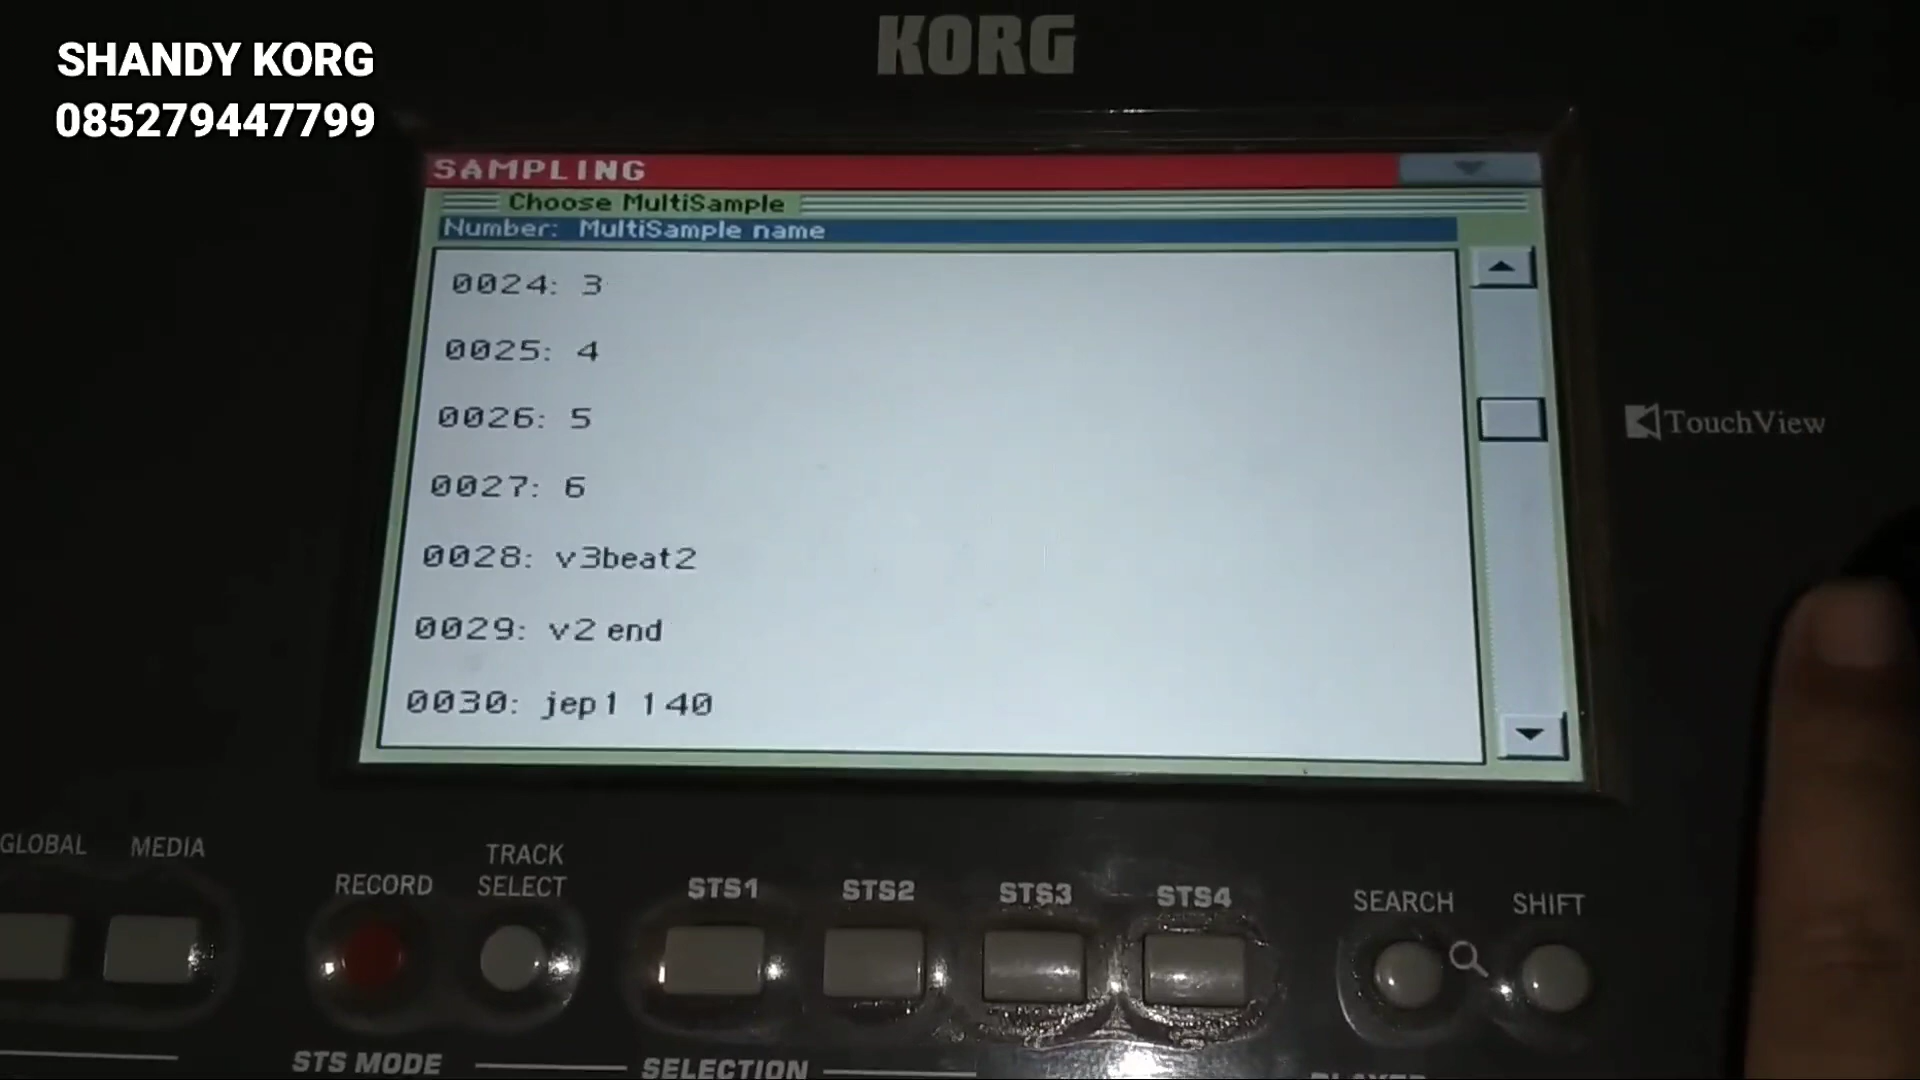 SHANDY KORG
085279447799
KORG
SAMPLING
Choose MultiSample
Number: MultiSample name
0024: 3
0025: 4
0026: 5
0027: 6
0028: v3beat2
0029: v2 end
0030: jep1 140
TouchView
GLOBAL
MEDIA
RECORD
TRACK
SELECT
STS1
STS2
STS3
STS4
SEARCH
SHIFT
STS MODE
SELECTION